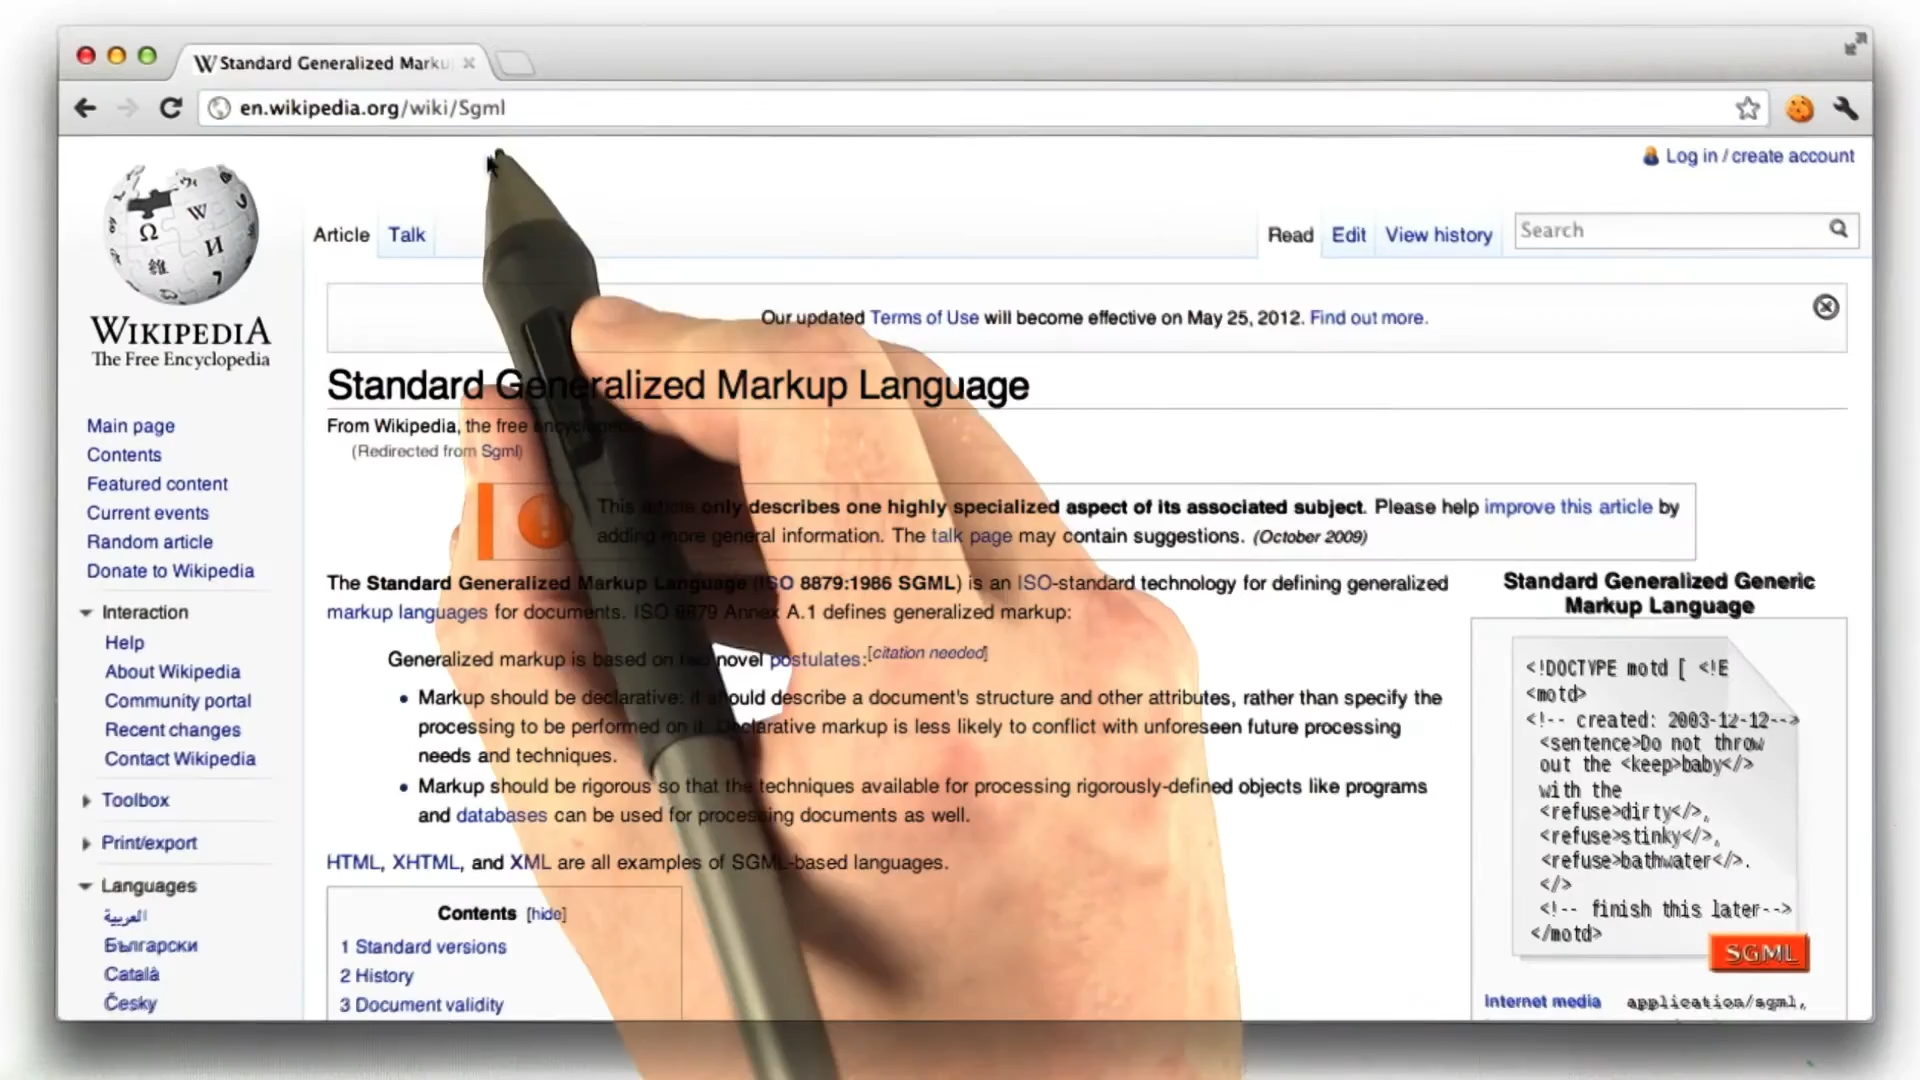 Standard Generalized Marku
en.wikipedia.org/wiki/Sgml
Log in / create account
WIKIPEDIA
The Free Encyclopedia
Article Talk Read Edit View history Search
Our updated Terms of Use will become effective on May 25, 2012. Find out more.
Standard Generalized Markup Language
From Wikipedia, the free encyclopedia
(Redirected from Sgml)
This article only describes one highly specialized aspect of its associated subject. Please help improve this article by
adding more general information. The talk page may contain suggestions. (October 2009)
The Standard Generalized Markup Language (ISO 8879:1986 SGML) is an ISO-standard technology for defining generalized
markup languages for documents. ISO 8879 Annex A.1 defines generalized markup:
Generalized markup is based on two novel postulates:[citation needed]
• Markup should be declarative: it should describe a document's structure and other attributes, rather than specify the
processing to be performed on it. Declarative markup is less likely to conflict with unforeseen future processing
needs and techniques.
• Markup should be rigorous so that the techniques available for processing rigorously-defined objects like programs
and databases can be used for processing documents as well.
HTML, XHTML, and XML are all examples of SGML-based languages.
Contents [hide]
1 Standard versions
2 History
3 Document validity
Main page
Contents
Featured content
Current events
Random article
Donate to Wikipedia
Interaction
Help
About Wikipedia
Community portal
Recent changes
Contact Wikipedia
Toolbox
Print/export
Languages
العربية
Български
Català
Česky
Standard Generalized Generic
Markup Language
<!DOCTYPE motd [ <!E
<motd>
<!-- created: 2003-12-12-->
<sentence>Do not throw
out the <keep>baby</>
with the
<refuse>dirty</>,
<refuse>stinky</>,
<refuse>bathwater</>.
</>
<!-- finish this later-->
</motd>
SGML
Internet media application/sgml,